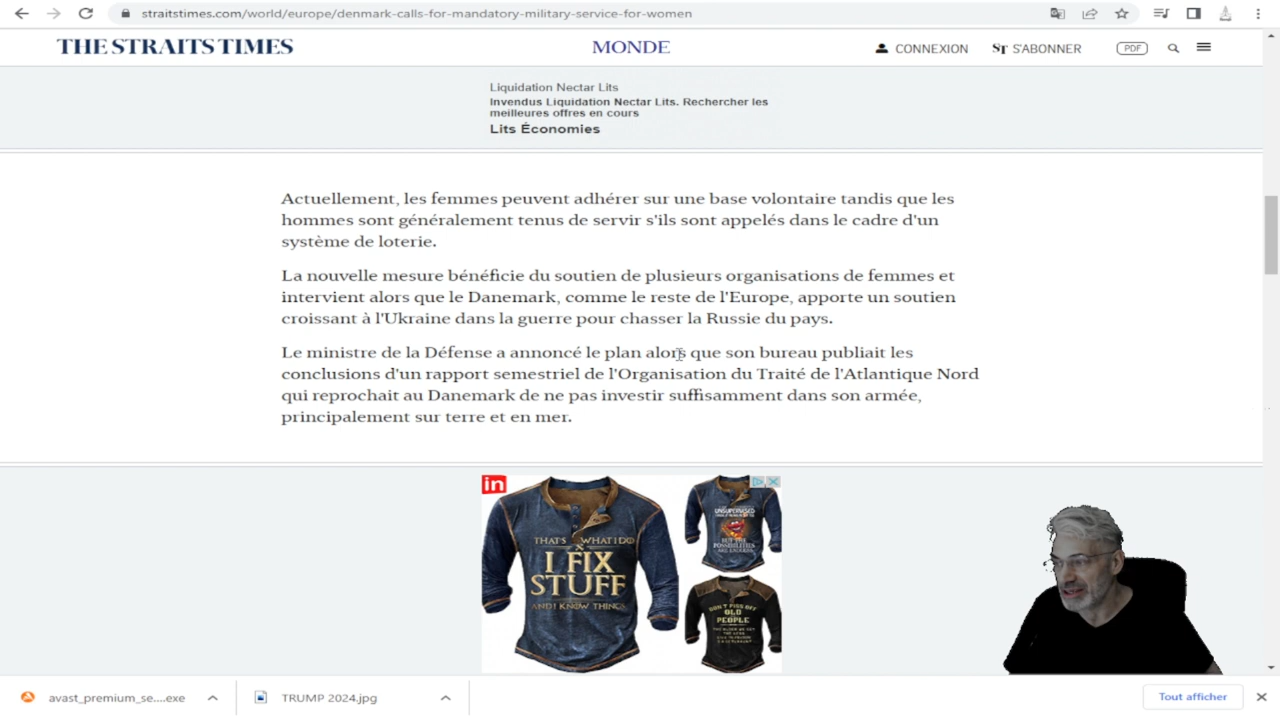 straitstimes.com/world/europe/denmark-calls-for-mandatory-military-service-for-women
THE STRAITS TIMES
MONDE
CONNEXION
ST S'ABONNER
PDF
Liquidation Nectar Lits
Invendus Liquidation Nectar Lits. Rechercher les
meilleures offres en cours
Lits Économies
Actuellement, les femmes peuvent adhérer sur une base volontaire tandis que les
hommes sont généralement tenus de servir s'ils sont appelés dans le cadre d'un
système de loterie.
La nouvelle mesure bénéficie du soutien de plusieurs organisations de femmes et
intervient alors que le Danemark, comme le reste de l'Europe, apporte un soutien
croissant à l'Ukraine dans la guerre pour chasser la Russie du pays.
Le ministre de la Défense a annoncé le plan alors que son bureau publiait les
conclusions d'un rapport semestriel de l'Organisation du Traité de l'Atlantique Nord
qui reprochait au Danemark de ne pas investir suffisamment dans son armée,
principalement sur terre et en mer.
in
THAT'S WHAT I DO
I FIX
STUFF
AND I KNOW THINGS
UNSUPERVISED
BUT THE
POSSIBILITIES
ARE ENDLESS
DON'T PISS OFF
OLD
PEOPLE
avast_premium_se....exe
TRUMP 2024.jpg
Tout afficher